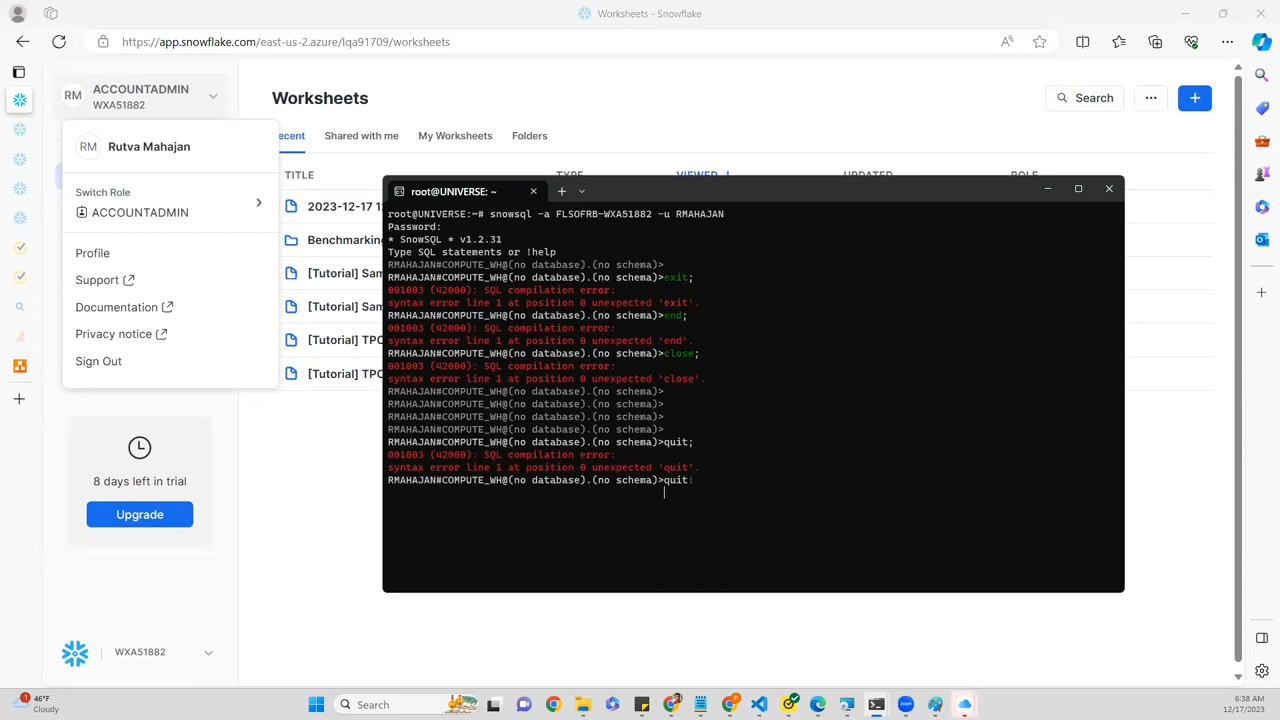 Worksheets - Snowflake
https://app.snowflake.com/east-us-2.azure/lqa91709/worksheets
RM
ACCOUNTADMIN
WXA51882
Worksheets
Search
ecent
Shared with me
My Worksheets
Folders
RM
Rutva Mahajan
Switch Role
ACCOUNTADMIN
Profile
Support
Documentation
Privacy notice
Sign Out
8 days left in trial
Upgrade
WXA51882
TITLE
TYPE
VIEWED
UPDATED
ROLE
2023-12-17 1
Benchmarking
[Tutorial] Sam
[Tutorial] Sam
[Tutorial] TPC
[Tutorial] TPC
root@UNIVERSE: ~
root@UNIVERSE:~# snowsql -a FLSOFRB-WXA51882 -u RMAHAJAN
Password:
* SnowSQL * v1.2.31
Type SQL statements or !help
RMAHAJAN#COMPUTE_WH@(no database).(no schema)>
RMAHAJAN#COMPUTE_WH@(no database).(no schema)>exit;
001003 (42000): SQL compilation error:
syntax error line 1 at position 0 unexpected 'exit'.
RMAHAJAN#COMPUTE_WH@(no database).(no schema)>end;
001003 (42000): SQL compilation error:
syntax error line 1 at position 0 unexpected 'end'.
RMAHAJAN#COMPUTE_WH@(no database).(no schema)>close;
001003 (42000): SQL compilation error:
syntax error line 1 at position 0 unexpected 'close'.
RMAHAJAN#COMPUTE_WH@(no database).(no schema)>
RMAHAJAN#COMPUTE_WH@(no database).(no schema)>
RMAHAJAN#COMPUTE_WH@(no database).(no schema)>
RMAHAJAN#COMPUTE_WH@(no database).(no schema)>
RMAHAJAN#COMPUTE_WH@(no database).(no schema)>quit;
001003 (42000): SQL compilation error:
syntax error line 1 at position 0 unexpected 'quit'.
RMAHAJAN#COMPUTE_WH@(no database).(no schema)>quit!
1
46°F
Cloudy
Search
6:38 AM
12/17/2023